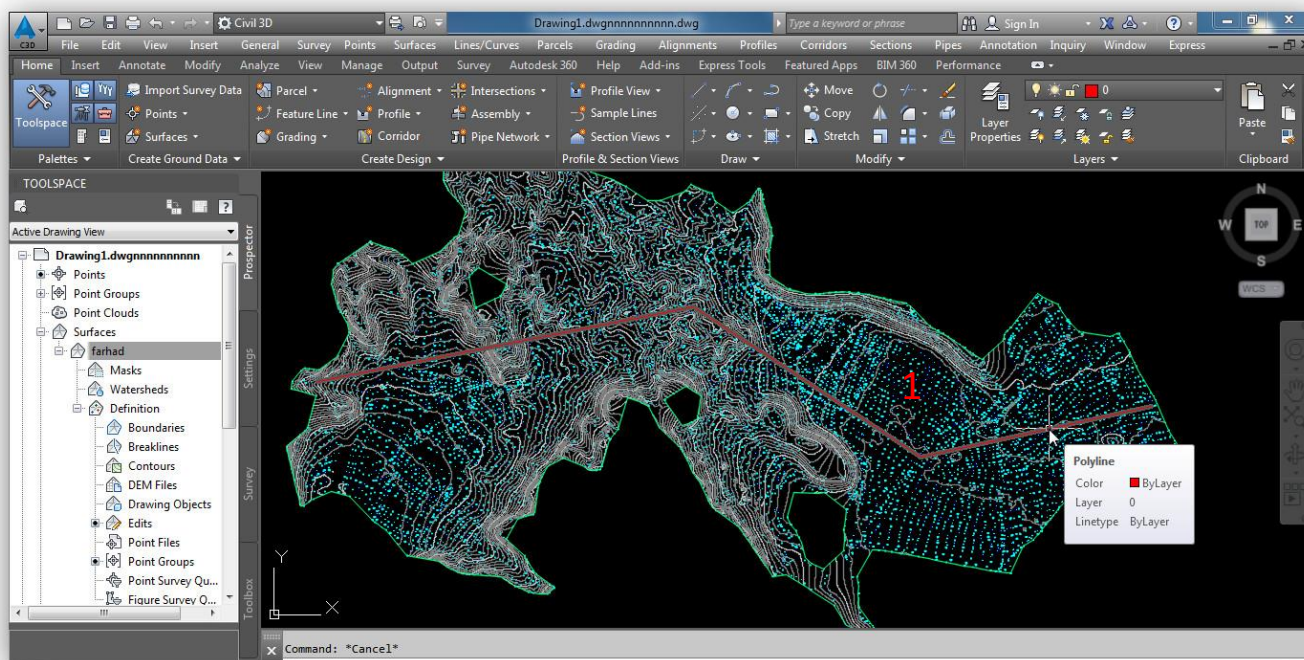 Civil 3D Drawing1.dwgnnnnnnnnnn.dwg Type a keyword or phrase Sign In
C3D File Edit View Insert General Survey Points Surfaces Lines/Curves Parcels Grading Alignments Profiles Corridors Sections Pipes Annotation Inquiry Window Express
Home Insert Annotate Modify Analyze View Manage Output Survey Autodesk 360 Help Add-ins Express Tools Featured Apps BIM 360 Performance
Import Survey Data Parcel Alignment Intersections Profile View Move 0
Points Feature Line Profile Assembly Sample Lines Copy
Toolspace Surfaces Grading Corridor Pipe Network Section Views Stretch Layer Properties Paste
Palettes Create Ground Data Create Design Profile & Section Views Draw Modify Layers Clipboard
TOOLSPACE
Active Drawing View
Drawing1.dwgnnnnnnnnnn
Points
Point Groups
Point Clouds
Surfaces
farhad
Masks
Watersheds
Definition
Boundaries
Breaklines
Contours
DEM Files
Drawing Objects
Edits
Point Files
Point Groups
Point Survey Qu...
Figure Survey Q...
Prospector
Settings
Survey
Toolbox
N
W TOP E
S
WCS
1
Polyline
Color ByLayer
Layer 0
Linetype ByLayer
Y
X
Command: *Cancel*